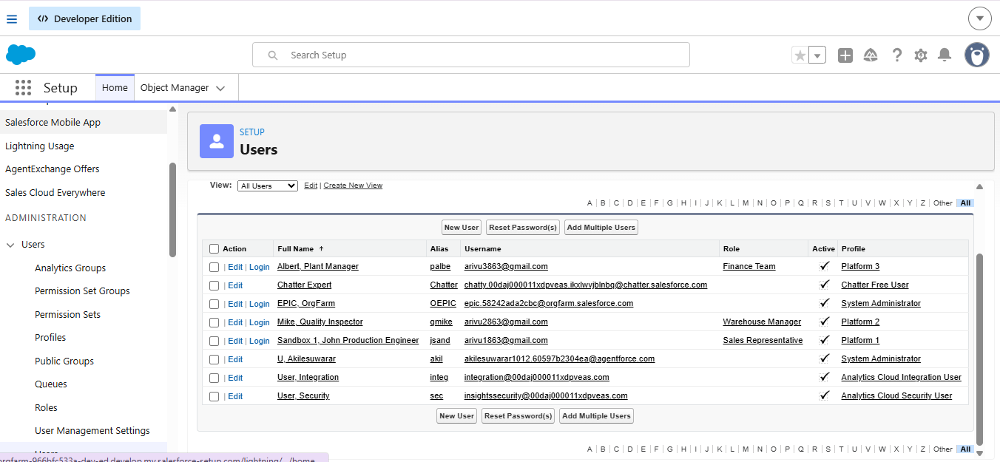 Developer Edition
Search Setup
Setup Home Object Manager
Salesforce Mobile App
Lightning Usage
AgentExchange Offers
Sales Cloud Everywhere
ADMINISTRATION
Users
Analytics Groups
Permission Set Groups
Permission Sets
Profiles
Public Groups
Queues
Roles
User Management Settings
Users
SETUP
Users
View: All Users Edit | Create New View
A | B | C | D | E | F | G | H | I | J | K | L | M | N | O | P | Q | R | S | T | U | V | W | X | Y | Z | Other All
New User Reset Password(s) Add Multiple Users
Action Full Name ↑ Alias Username Role Active Profile
| Edit | Login Albert, Plant Manager palbe arivu3863@gmail.com Finance Team ✓ Platform 3
| Edit Chatter Expert Chatter chatty.00daj000011xdpveas.ikxlwvjblnbq@chatter.salesforce.com ✓ Chatter Free User
| Edit | Login EPIC, OrgFarm OEPIC epic.58242ada2cbc@orgfarm.salesforce.com ✓ System Administrator
| Edit | Login Mike, Quality Inspector qmike arivu2863@gmail.com Warehouse Manager ✓ Platform 2
| Edit | Login Sandbox 1, John Production Engineer jsand arivu1863@gmail.com Sales Representative ✓ Platform 1
| Edit U, Akilesuwarar akil akilesuwarar1012.60597b2304ea@agentforce.com ✓ System Administrator
| Edit User, Integration integ integration@00daj000011xdpveas.com ✓ Analytics Cloud Integration User
| Edit User, Security sec insightssecurity@00daj000011xdpveas.com ✓ Analytics Cloud Security User
New User Reset Password(s) Add Multiple Users
A | B | C | D | E | F | G | H | I | J | K | L | M | N | O | P | Q | R | S | T | U | V | W | X | Y | Z | Other All
orgfarm-966bfc533a-dev-ed.develop.my.salesforce-setup.com/lightning/.../home